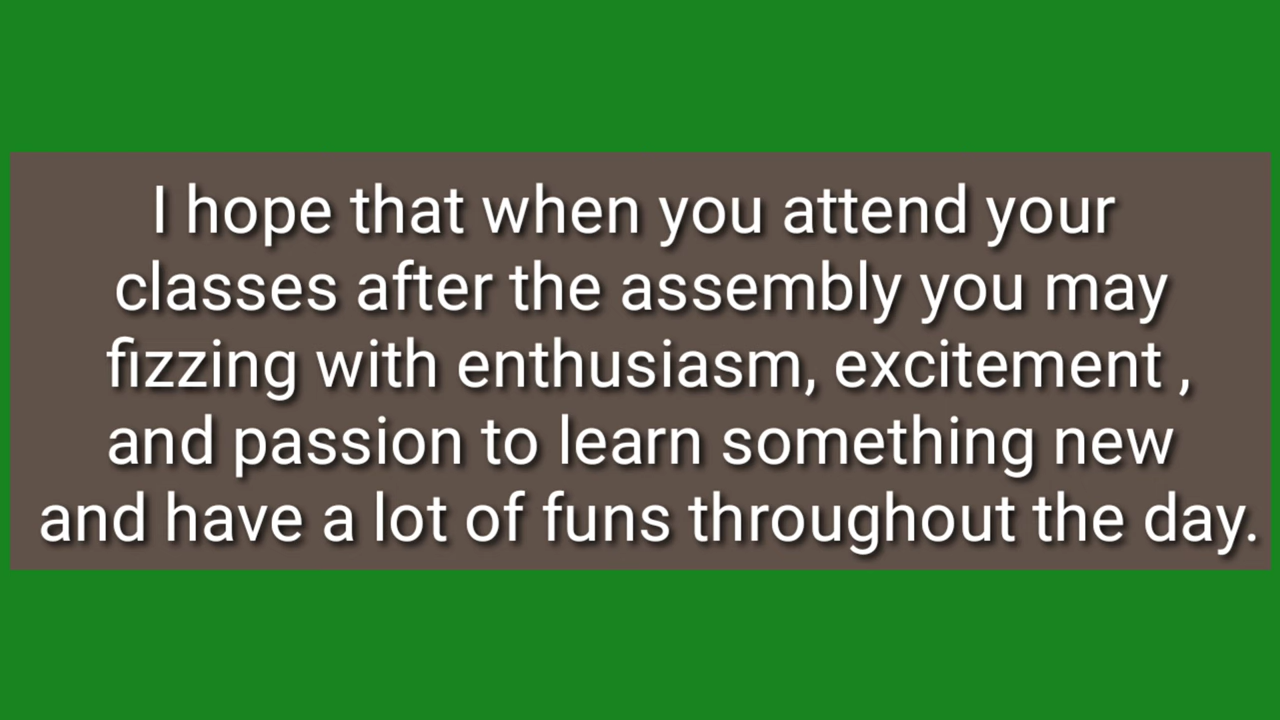 I hope that when you attend your
classes after the assembly you may
fizzing with enthusiasm, excitement ,
and passion to learn something new
and have a lot of funs throughout the day.